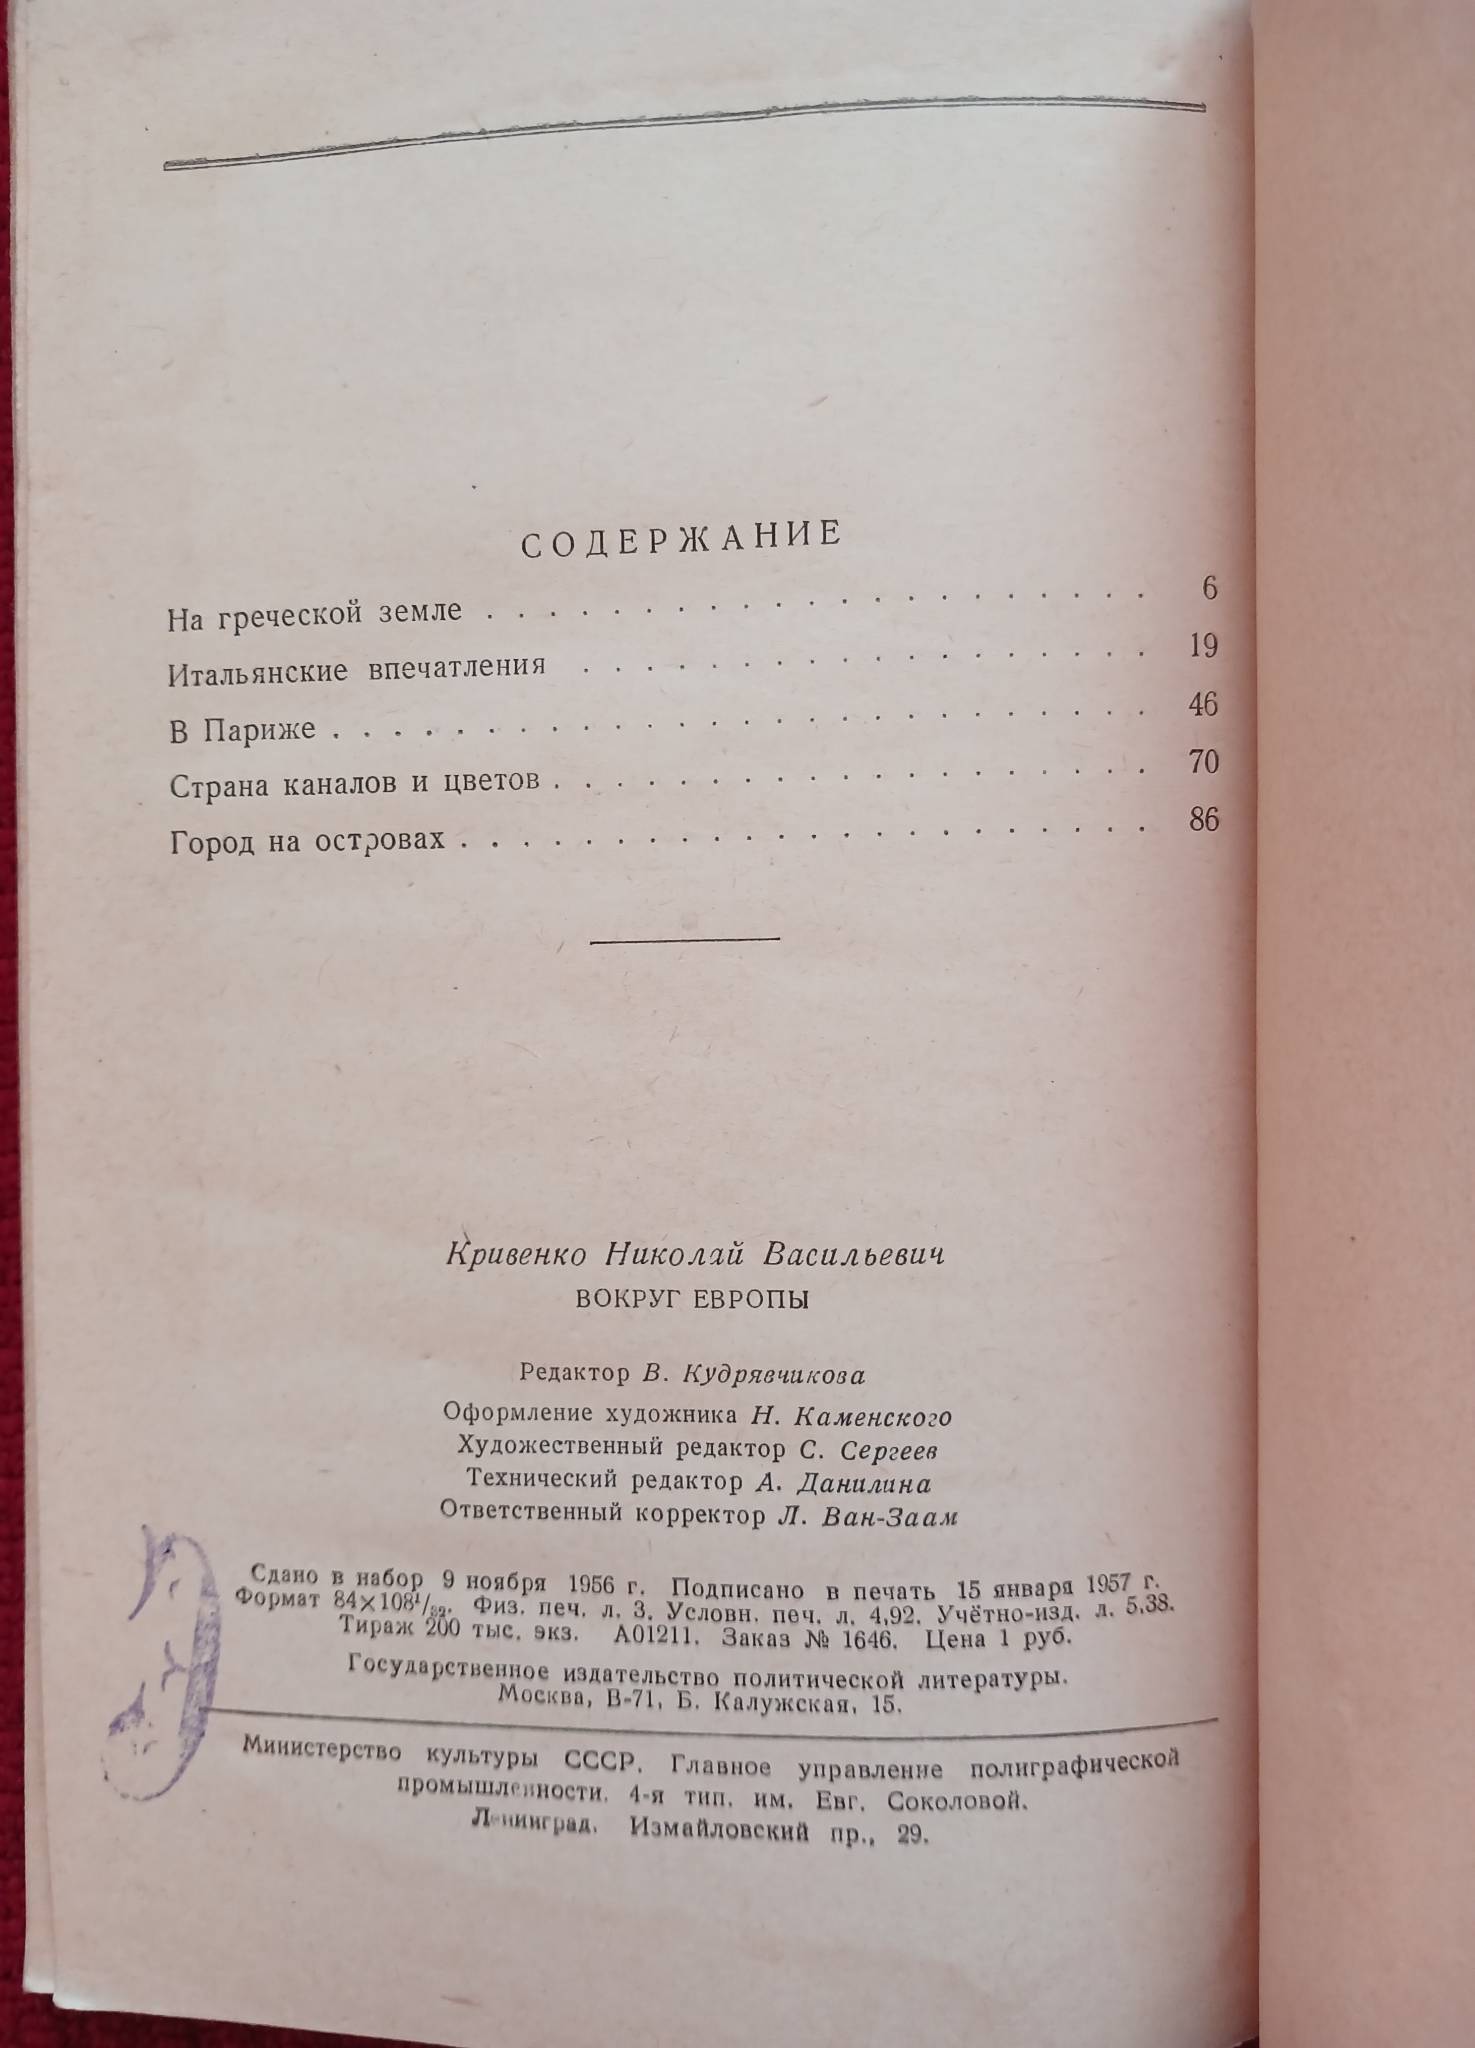 СОДЕРЖАНИЕ
На греческой земле . . . . . . . . . . . . . . . . . . . . . 6
Итальянские впечатления . . . . . . . . . . . . . . . . . . 19
В Париже . . . . . . . . . . . . . . . . . . . . . . . . . . 46
Страна каналов и цветов . . . . . . . . . . . . . . . . . . . 70
Город на островах . . . . . . . . . . . . . . . . . . . . . . 86
Кривенко Николай Васильевич
ВОКРУГ ЕВРОПЫ
Редактор В. Кудрявчикова
Оформление художника Н. Каменского
Художественный редактор С. Сергеев
Технический редактор А. Данилина
Ответственный корректор Л. Ван-Заам
Сдано в набор 9 ноября 1956 г. Подписано в печать 15 января 1957 г.
Формат 84×108¹/₃₂. Физ. печ. л. 3. Условн. печ. л. 4,92. Учётно-изд. л. 5,38.
Тираж 200 тыс. экз. А01211. Заказ № 1646. Цена 1 руб.
Государственное издательство политической литературы.
Москва, В-71, Б. Калужская, 15.
Министерство культуры СССР. Главное управление полиграфической
промышленности. 4-я тип. им. Евг. Соколовой.
Ленинград. Измайловский пр., 29.